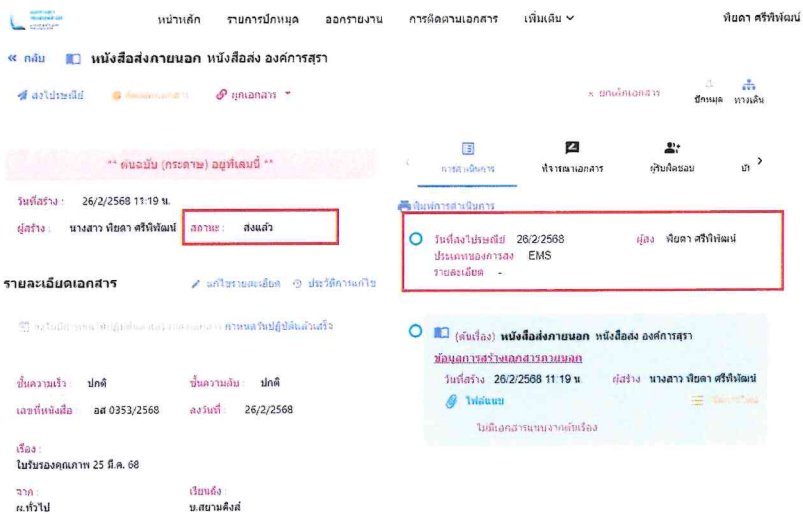 หน้าหลัก รายการปักหมุด ออกรายงาน การติดตามเอกสาร เพิ่มเติม พิยดา ศรีพิพัฒน์
« กลับ หนังสือส่งภายนอก หนังสือส่ง องค์การสุรา
ส่งไปรษณีย์ ผูกเอกสาร × ยกเลิกเอกสาร ปักหมุด ทางเดิน
** ต้นฉบับ (กระดาษ) อยู่ที่เล่มนี้ **
วันที่สร้าง : 26/2/2568 11:19 น.
ผู้สร้าง : นางสาว พิยดา ศรีพิพัฒน์ สถานะ : ส่งแล้ว
รายละเอียดเอกสาร แก้ไขรายละเอียด ประวัติการแก้ไข
กำหนดวันปฏิบัติแล้วเสร็จ
ชั้นความเร็ว ปกติ ชั้นความลับ : ปกติ
เลขที่หนังสือ อส 0353/2568 ลงวันที่ : 26/2/2568
เรื่อง :
ใบรับรองคุณภาพ 25 มี.ค. 68
จาก : เรียนถึง :
ผ.ทั่วไป บ.สยามคิงส์
การดำเนินการ พิจารณาเอกสาร ผู้รับผิดชอบ
พิมพ์การดำเนินการ
วันที่ส่งไปรษณีย์ 26/2/2568 ผู้ส่ง พิยดา ศรีพิพัฒน์
ประเภทของการส่ง EMS
รายละเอียด -
(ต้นเรื่อง) หนังสือส่งภายนอก หนังสือส่ง องค์การสุรา
ข้อมูลการสร้างเอกสารภายนอก
วันที่สร้าง 26/2/2568 11:19 น ผู้สร้าง นางสาว พิยดา ศรีพิพัฒน์
ไฟล์แนบ
ไม่มีเอกสารแนบจากต้นเรื่อง